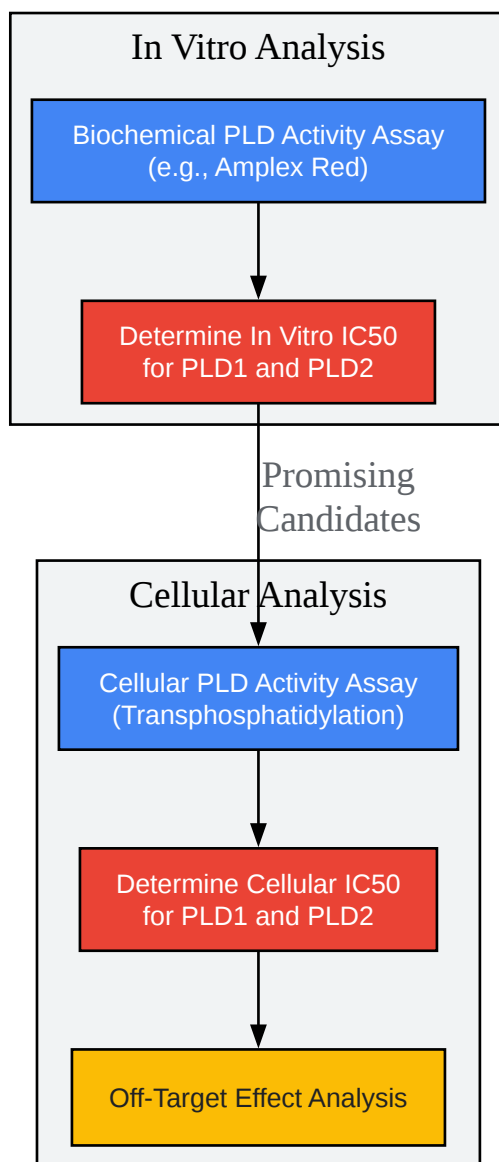 In Vitro Analysis
Biochemical PLD Activity Assay
(e.g., Amplex Red)
Determine In Vitro IC50
for PLD1 and PLD2
Promising
Candidates
Cellular Analysis
Cellular PLD Activity Assay
(Transphosphatidylation)
Determine Cellular IC50
for PLD1 and PLD2
Off-Target Effect Analysis